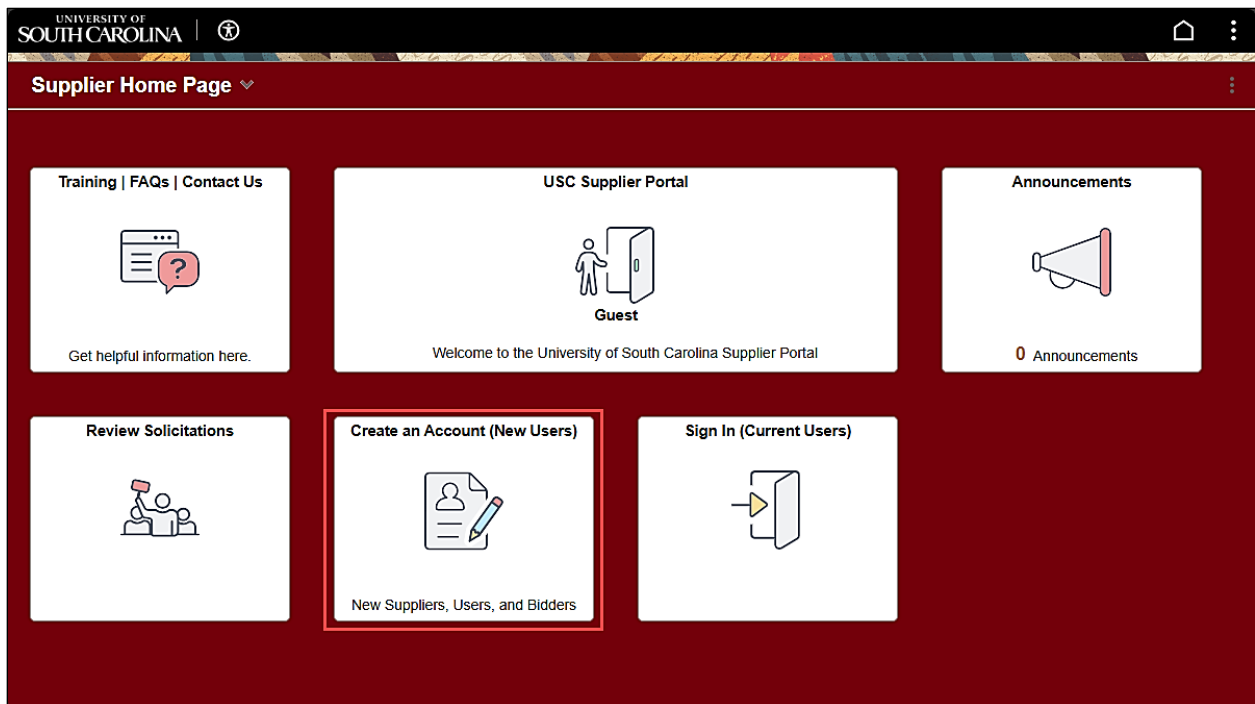 UNIVERSITY OF
SOUTH CAROLINA
Supplier Home Page
Training | FAQs | Contact Us
?
Get helpful information here.
USC Supplier Portal
Guest
Welcome to the University of South Carolina Supplier Portal
Announcements
0 Announcements
Review Solicitations
Create an Account (New Users)
New Suppliers, Users, and Bidders
Sign In (Current Users)